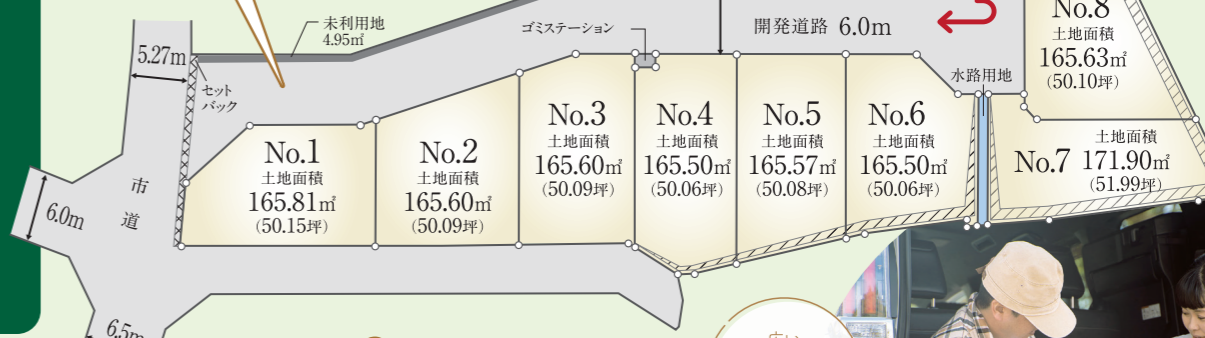 未利用地
4.95㎡
5.27m
セット
バック
ゴミステーション
開発道路 6.0m
水路用地
市道
6.0m
6.5m
No.1
土地面積
165.81㎡
(50.15坪)
No.2
土地面積
165.60㎡
(50.09坪)
No.3
土地面積
165.60㎡
(50.09坪)
No.4
土地面積
165.50㎡
(50.06坪)
No.5
土地面積
165.57㎡
(50.08坪)
No.6
土地面積
165.50㎡
(50.06坪)
No.7
土地面積
171.90㎡
(51.99坪)
No.8
土地面積
165.63㎡
(50.10坪)